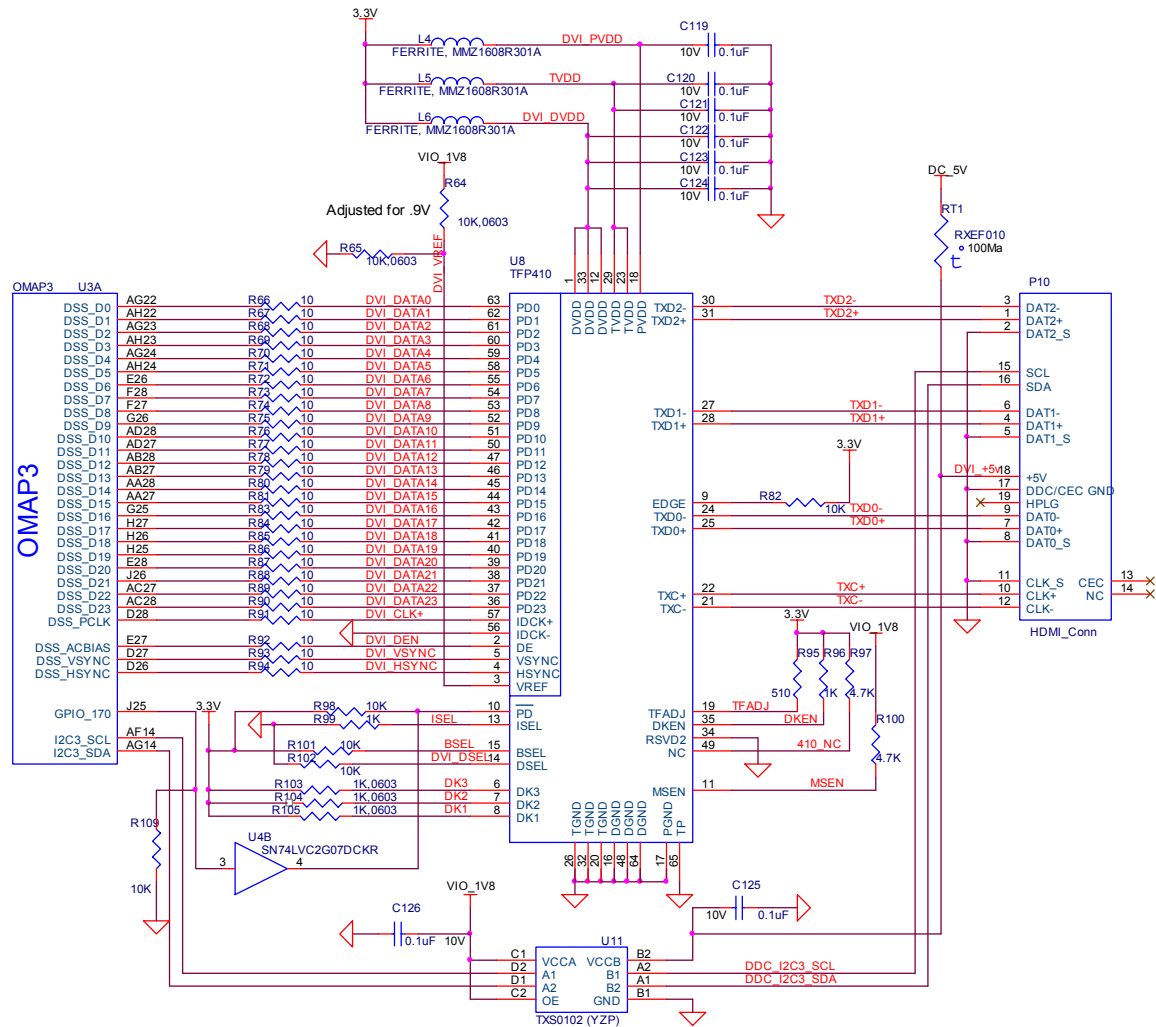 3.3V
L4 DVI_PVDD C119
FERRITE, MMZ1608R301A 10V 0.1uF
L5 TVDD C120
FERRITE, MMZ1608R301A 10V 0.1uF
C121
L6 DVI_DVDD 10V 0.1uF
FERRITE, MMZ1608R301A C122
10V 0.1uF
C123
10V 0.1uF
C124
10V 0.1uF
VIO_1V8
R64
Adjusted for .9V
10K,0603
R65
10K,0603
DVI_VREF
DC_5V
RT1
RXEF010
100Ma
t
U8
TFP410
1 33 12 29 23 18
DVDD DVDD DVDD TVDD TVDD PVDD
OMAP3 U3A
OMAP3
P10
DSS_D0 AG22 R66 10 DVI_DATA0 63 PD0
DSS_D1 AH22 R67 10 DVI_DATA1 62 PD1
DSS_D2 AG23 R68 10 DVI_DATA2 61 PD2
DSS_D3 AH23 R69 10 DVI_DATA3 60 PD3
DSS_D4 AG24 R70 10 DVI_DATA4 59 PD4
DSS_D5 AH24 R71 10 DVI_DATA5 58 PD5
DSS_D6 E26 R72 10 DVI_DATA6 55 PD6
DSS_D7 F28 R73 10 DVI_DATA7 54 PD7
DSS_D8 F27 R74 10 DVI_DATA8 53 PD8
DSS_D9 G26 R75 10 DVI_DATA9 52 PD9
DSS_D10 AD28 R76 10 DVI_DATA10 51 PD10
DSS_D11 AD27 R77 10 DVI_DATA11 50 PD11
DSS_D12 AB28 R78 10 DVI_DATA12 47 PD12
DSS_D13 AB27 R79 10 DVI_DATA13 46 PD13
DSS_D14 AA28 R80 10 DVI_DATA14 45 PD14
DSS_D15 AA27 R81 10 DVI_DATA15 44 PD15
DSS_D16 G25 R83 10 DVI_DATA16 43 PD16
DSS_D17 H27 R84 10 DVI_DATA17 42 PD17
DSS_D18 H26 R85 10 DVI_DATA18 41 PD18
DSS_D19 H25 R86 10 DVI_DATA19 40 PD19
DSS_D20 E28 R87 10 DVI_DATA20 39 PD20
DSS_D21 J26 R88 10 DVI_DATA21 38 PD21
DSS_D22 AC27 R89 10 DVI_DATA22 37 PD22
DSS_D23 AC28 R90 10 DVI_DATA23 36 PD23
DSS_PCLK D28 R91 10 DVI_CLK+ 57 IDCK+
56 IDCK-
DSS_ACBIAS E27 R92 10 DVI_DEN 2 DE
DSS_VSYNC D27 R93 10 DVI_VSYNC 5 VSYNC
DSS_HSYNC D26 R94 10 DVI_HSYNC 4 HSYNC
3 VREF
TXD2- 30 TXD2- 3 DAT2-
TXD2+ 31 TXD2+ 1 DAT2+
2 DAT2_S
15 SCL
16 SDA
TXD1- 27 TXD1- 6 DAT1-
TXD1+ 28 TXD1+ 4 DAT1+
5 DAT1_S
3.3V
DVI_+5v 18 +5V
17 DDC/CEC GND
EDGE 9 R82 10K 19 HPLG
TXD0- 24 TXD0- 9 DAT0-
TXD0+ 25 TXD0+ 7 DAT0+
8 DAT0_S
11 CLK_S CEC 13
TXC+ 22 TXC+ 10 CLK+ NC 14
TXC- 21 TXC- 12 CLK-
HDMI_Conn
3.3V VIO_1V8
R95 R96 R97
510 1K 4.7K
R100
4.7K
GPIO_170 J25 3.3V R98 10K 10 PD
R99 1K ISEL 13 ISEL
I2C3_SCL AF14
I2C3_SDA AG14
R101 10K BSEL 15 BSEL
R102 10K DVI_DSEL 14 DSEL
R103 1K,0603 DK3 6 DK3
R104 1K,0603 DK2 7 DK2
R105 1K,0603 DK1 8 DK1
TFADJ 19 TFADJ
DKEN 35 DKEN
RSVD2 34
NC 49 410_NC
MSEN 11 MSEN
R109
10K
U4B
SN74LVC2G07DCKR
3 4
TGND TGND TGND DGND DGND DGND PGND TP
26 32 20 16 48 64 17 65
VIO_1V8
C126
0.1uF 10V
C125
10V 0.1uF
U11
C1 VCCA VCCB B2
D2 A1 B1 A2 DDC_I2C3_SCL
D1 A2 B2 A1 DDC_I2C3_SDA
C2 OE GND B1
TXS0102 (YZP)